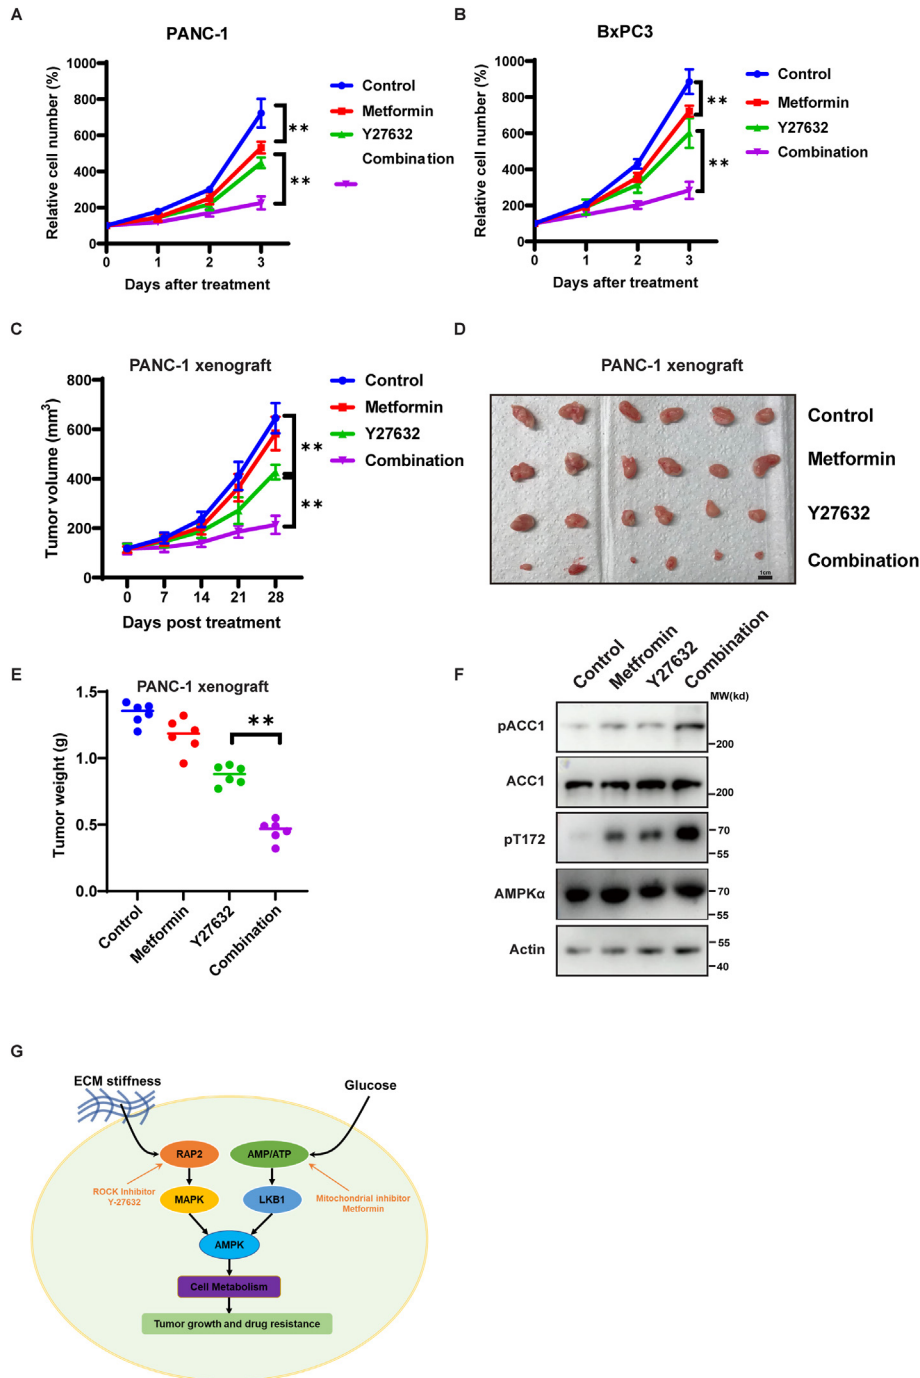 A
PANC-1
Relative cell number (%)
1000
800
600
400
200
0
0 1 2 3
Days after treatment
Control
Metformin
Y27632
Combination
**
**
B
BxPC3
Relative cell number (%)
1000
800
600
400
200
0
0 1 2 3
Days after treatment
Control
Metformin
Y27632
Combination
**
**
C
PANC-1 xenograft
Tumor volume (mm³)
800
600
400
200
0
0 7 14 21 28
Days post treatment
Control
Metformin
Y27632
Combination
**
**
D
PANC-1 xenograft
Control
Metformin
Y27632
Combination
1cm
E
PANC-1 xenograft
Tumor weight (g)
1.5
1.0
0.5
0.0
**
Control
Metformin
Y27632
Combination
F
Control
Metfromin
Y27632
Combination
MW(kd)
pACC1
200
ACC1
200
pT172
70
55
AMPKα
70
55
Actin
55
40
G
ECM stiffness
Glucose
RAP2
AMP/ATP
ROCK Inhibitor
Y-27632
MAPK
LKB1
Mitochondrial inhibitor
Metformin
AMPK
Cell Metabolism
Tumor growth and drug resistance